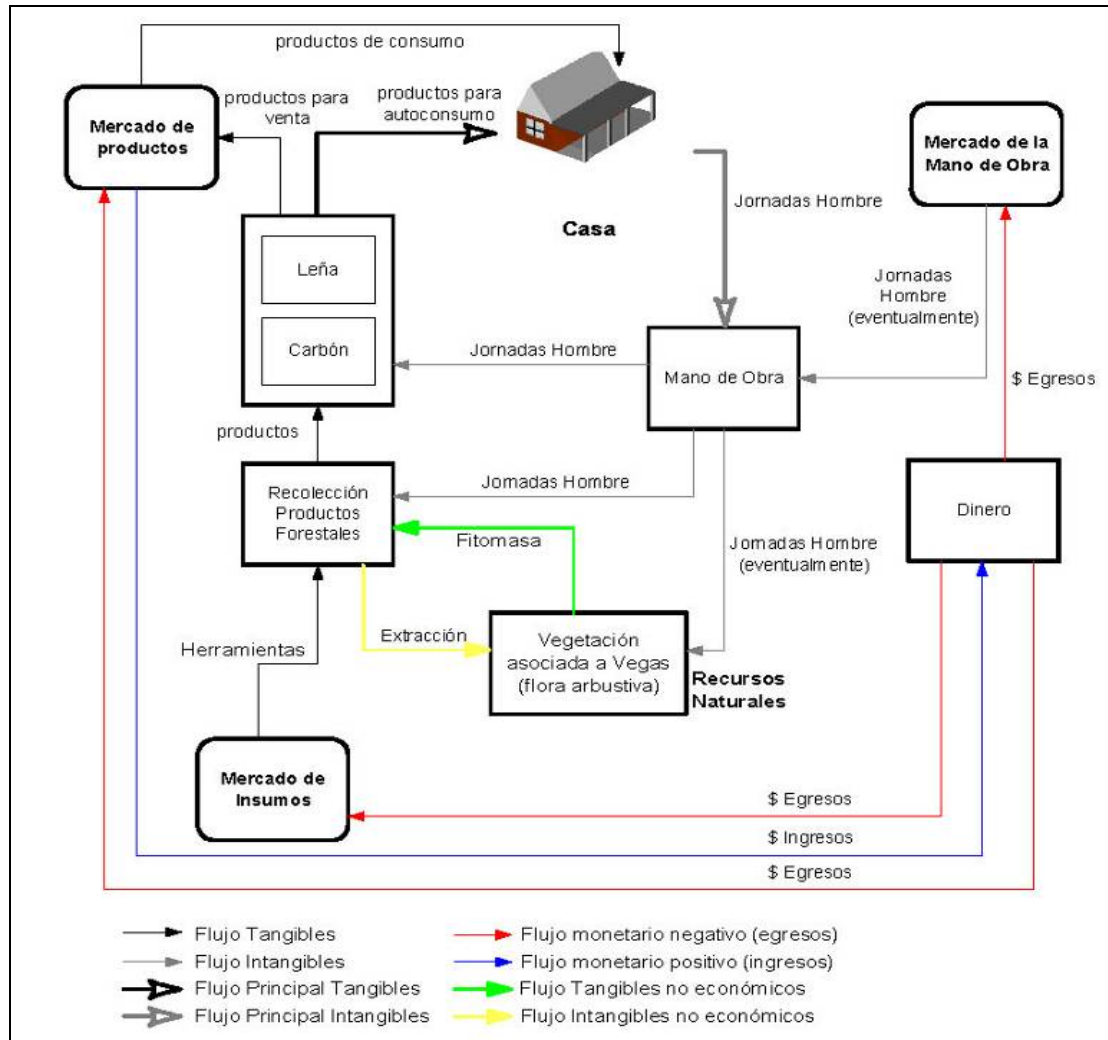 productos de consumo
Mercado de
productos
productos para
venta
productos para
autoconsumo
Casa
Jornadas Hombre
Mercado de la
Mano de Obra
Leña
Carbón
Jornadas
Hombre
(eventualmente)
Jornadas Hombre
Mano de Obra
$ Egresos
productos
Recolección
Productos
Forestales
Jornadas Hombre
Dinero
Fitomasa
Jornadas Hombre
(eventualmente)
Herramientas
Extracción
Vegetación
asociada a Vegas
(flora arbustiva)
Recursos
Naturales
Mercado de
Insumos
$ Egresos
$ Ingresos
$ Egresos
Flujo Tangibles
Flujo Intangibles
Flujo Principal Tangibles
Flujo Principal Intangibles
Flujo monetario negativo (egresos)
Flujo monetario positivo (ingresos)
Flujo Tangibles no económicos
Flujo Intangibles no económicos